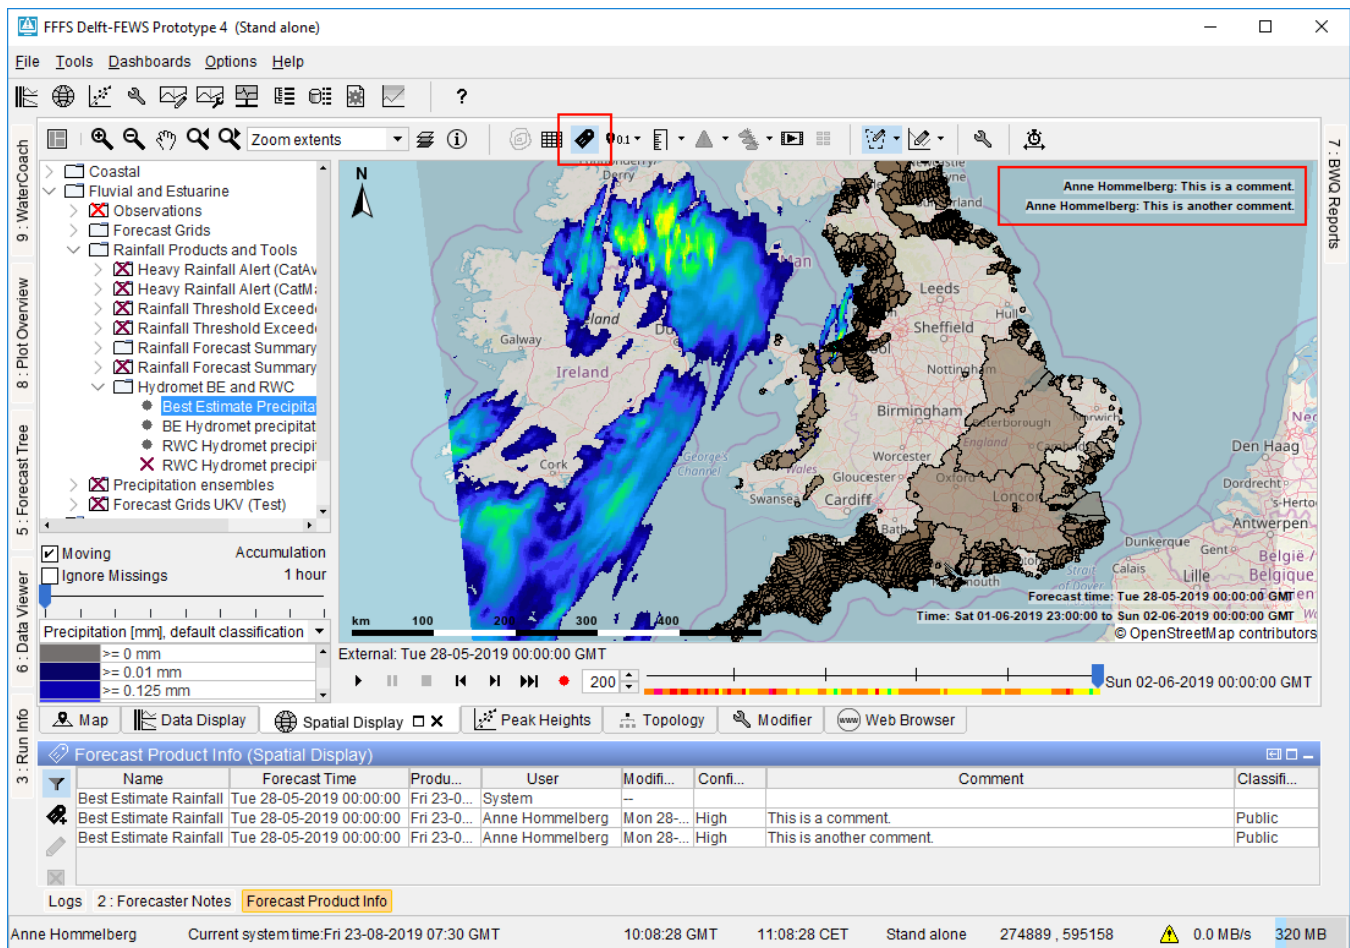 FFFS Delft-FEWS Prototype 4 (Stand alone)
File Tools Dashboards Options Help
?
Zoom extents
0.1
9 : WaterCoach
8 : Plot Overview
5 : Forecast Tree
6 : Data Viewer
3 : Run Info
7 : BWQ Reports
Coastal
Fluvial and Estuarine
Observations
Forecast Grids
Rainfall Products and Tools
Heavy Rainfall Alert (CatAv
Heavy Rainfall Alert (CatM
Rainfall Threshold Exceed
Rainfall Threshold Exceed
Rainfall Forecast Summary
Rainfall Forecast Summary
Hydromet BE and RWC
Best Estimate Precipita
BE Hydromet precipitat
RWC Hydromet precipi
RWC Hydromet precipi
Precipitation ensembles
Forecast Grids UKV (Test)
Moving Accumulation
Ignore Missings 1 hour
Precipitation [mm], default classification
>= 0 mm
>= 0.01 mm
>= 0.125 mm
N
Derry
Anne Hommelberg: This is a comment.
Anne Hommelberg: This is another comment.
Man
Leeds
Hull
Sheffield
Galway
Ireland
Nottingham
Birmingham
Peterborough
Norwich
England
Worcester
Cork
George's
Channel
Wales
Gloucester
Oxford
Swansea
Cardiff
Bath
Den Haag
Dordrecht
's-Herto
Antwerpen
Dunkerque
Gent
België /
Calais
Lille
Belgique
Strait
of Dover
Forecast time: Tue 28-05-2019 00:00:00 GMT
Time: Sat 01-06-2019 23:00:00 to Sun 02-06-2019 00:00:00 GMT
km 100 200 300 400
© OpenStreetMap contributors
External: Tue 28-05-2019 00:00:00 GMT
200
Sun 02-06-2019 00:00:00 GMT
Map Data Display Spatial Display Peak Heights Topology Modifier www Web Browser
Forecast Product Info (Spatial Display)
Name Forecast Time Produ... User Modifi... Confi... Comment Classifi...
Best Estimate Rainfall Tue 28-05-2019 00:00:00 Fri 23-0... System --
Best Estimate Rainfall Tue 28-05-2019 00:00:00 Fri 23-0... Anne Hommelberg Mon 28-... High This is a comment. Public
Best Estimate Rainfall Tue 28-05-2019 00:00:00 Fri 23-0... Anne Hommelberg Mon 28-... High This is another comment. Public
Logs 2 : Forecaster Notes Forecast Product Info
Anne Hommelberg Current system time:Fri 23-08-2019 07:30 GMT 10:08:28 GMT 11:08:28 CET Stand alone 274889 , 595158 0.0 MB/s 320 MB